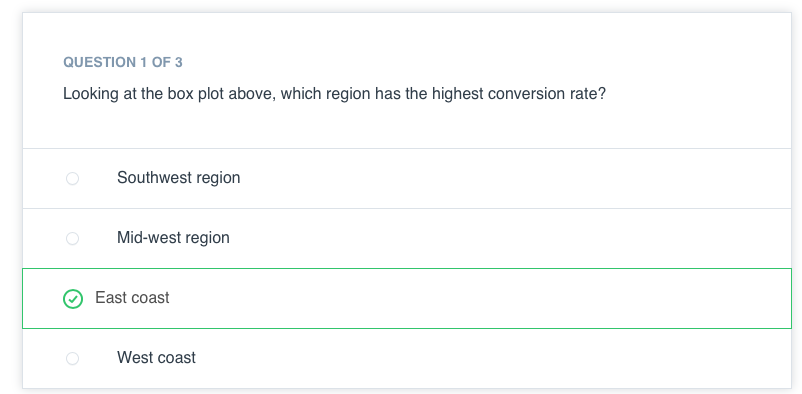 QUESTION 1 OF 3
Looking at the box plot above, which region has the highest conversion rate?
Southwest region
Mid-west region
East coast
West coast